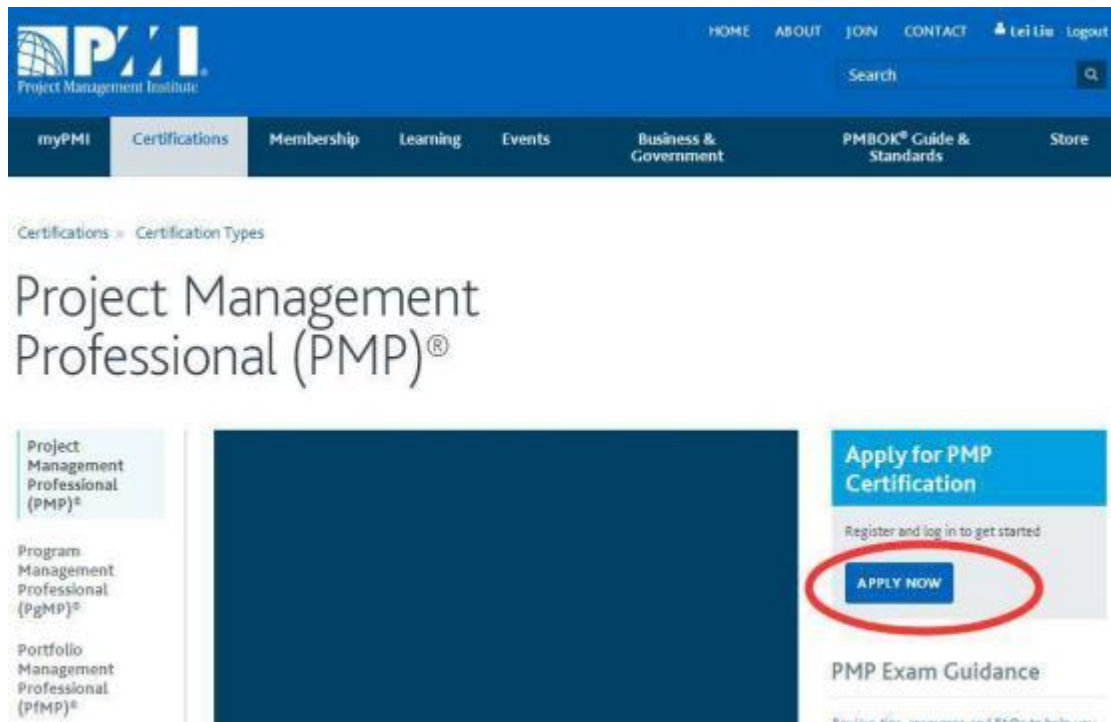 HOME ABOUT JOIN CONTACT Lei Liu Logout
PMI
Project Management Institute
Search
myPMI Certifications Membership Learning Events Business & Government PMBOK® Guide & Standards Store
Certifications » Certification Types
Project Management
Professional (PMP)®
Project
Management
Professional
(PMP)®
Program
Management
Professional
(PgMP)®
Portfolio
Management
Professional
(PfMP)®
Apply for PMP
Certification
Register and log in to get started
APPLY NOW
PMP Exam Guidance